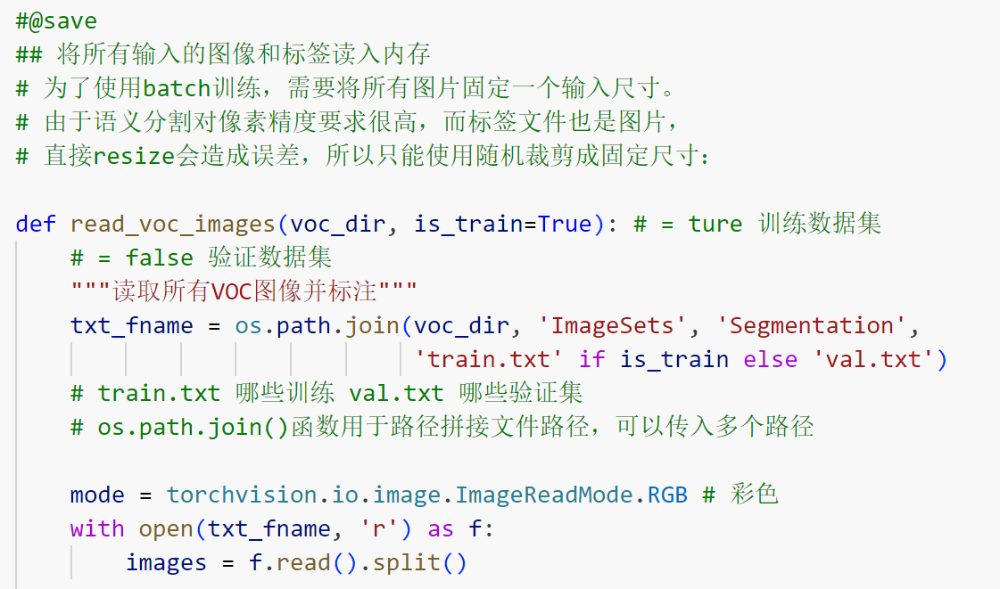 #@save
## 将所有输入的图像和标签读入内存
# 为了使用batch训练，需要将所有图片固定一个输入尺寸。
# 由于语义分割对像素精度要求很高，而标签文件也是图片，
# 直接resize会造成误差，所以只能使用随机裁剪成固定尺寸：
def read_voc_images(voc_dir, is_train=True): # = ture 训练数据集
# = false 验证数据集
"""读取所有VOC图像并标注"""
txt_fname = os.path.join(voc_dir, 'ImageSets', 'Segmentation',
'train.txt' if is_train else 'val.txt')
# train.txt 哪些训练 val.txt 哪些验证集
# os.path.join()函数用于路径拼接文件路径，可以传入多个路径
mode = torchvision.io.image.ImageReadMode.RGB # 彩色
with open(txt_fname, 'r') as f:
images = f.read().split()